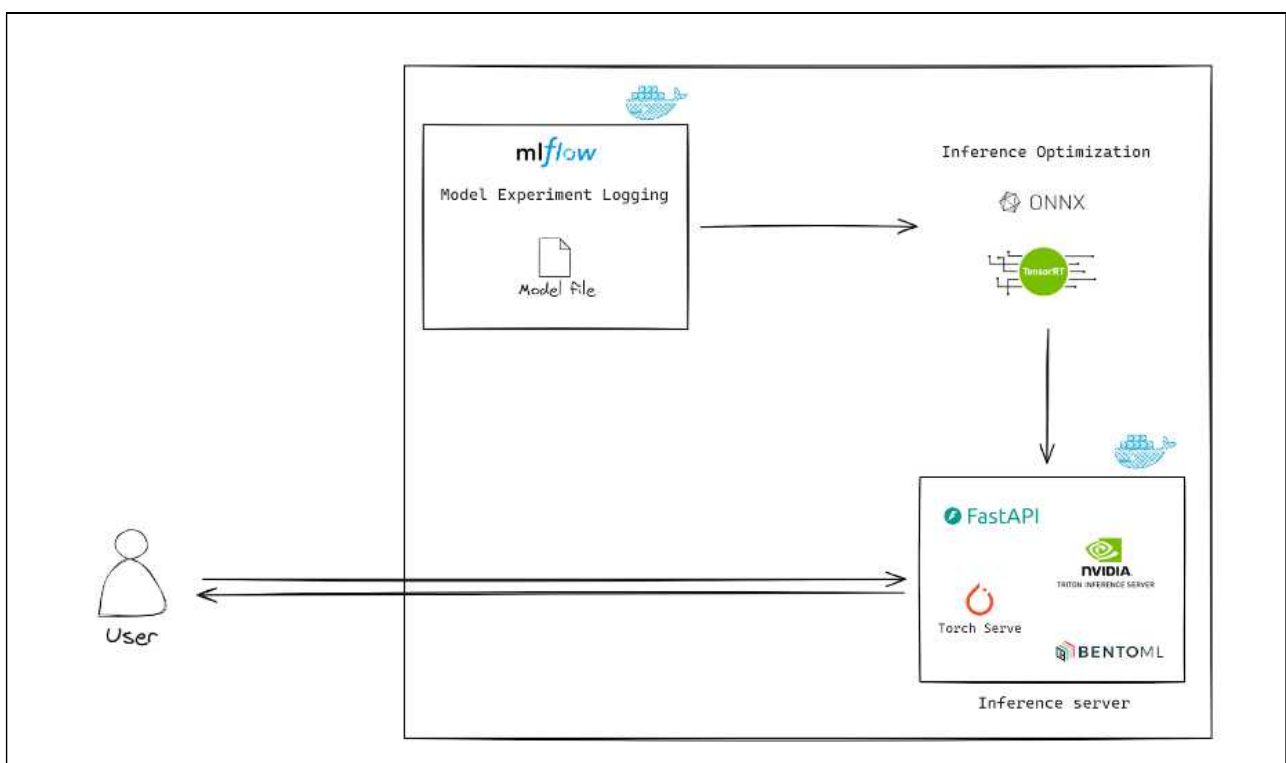 mlflow
Model Experiment Logging
Model file
Inference Optimization
ONNX
TensorRT
FastAPI
NVIDIA
TRITON INFERENCE SERVER
Torch Serve
BENTOML
Inference server
User